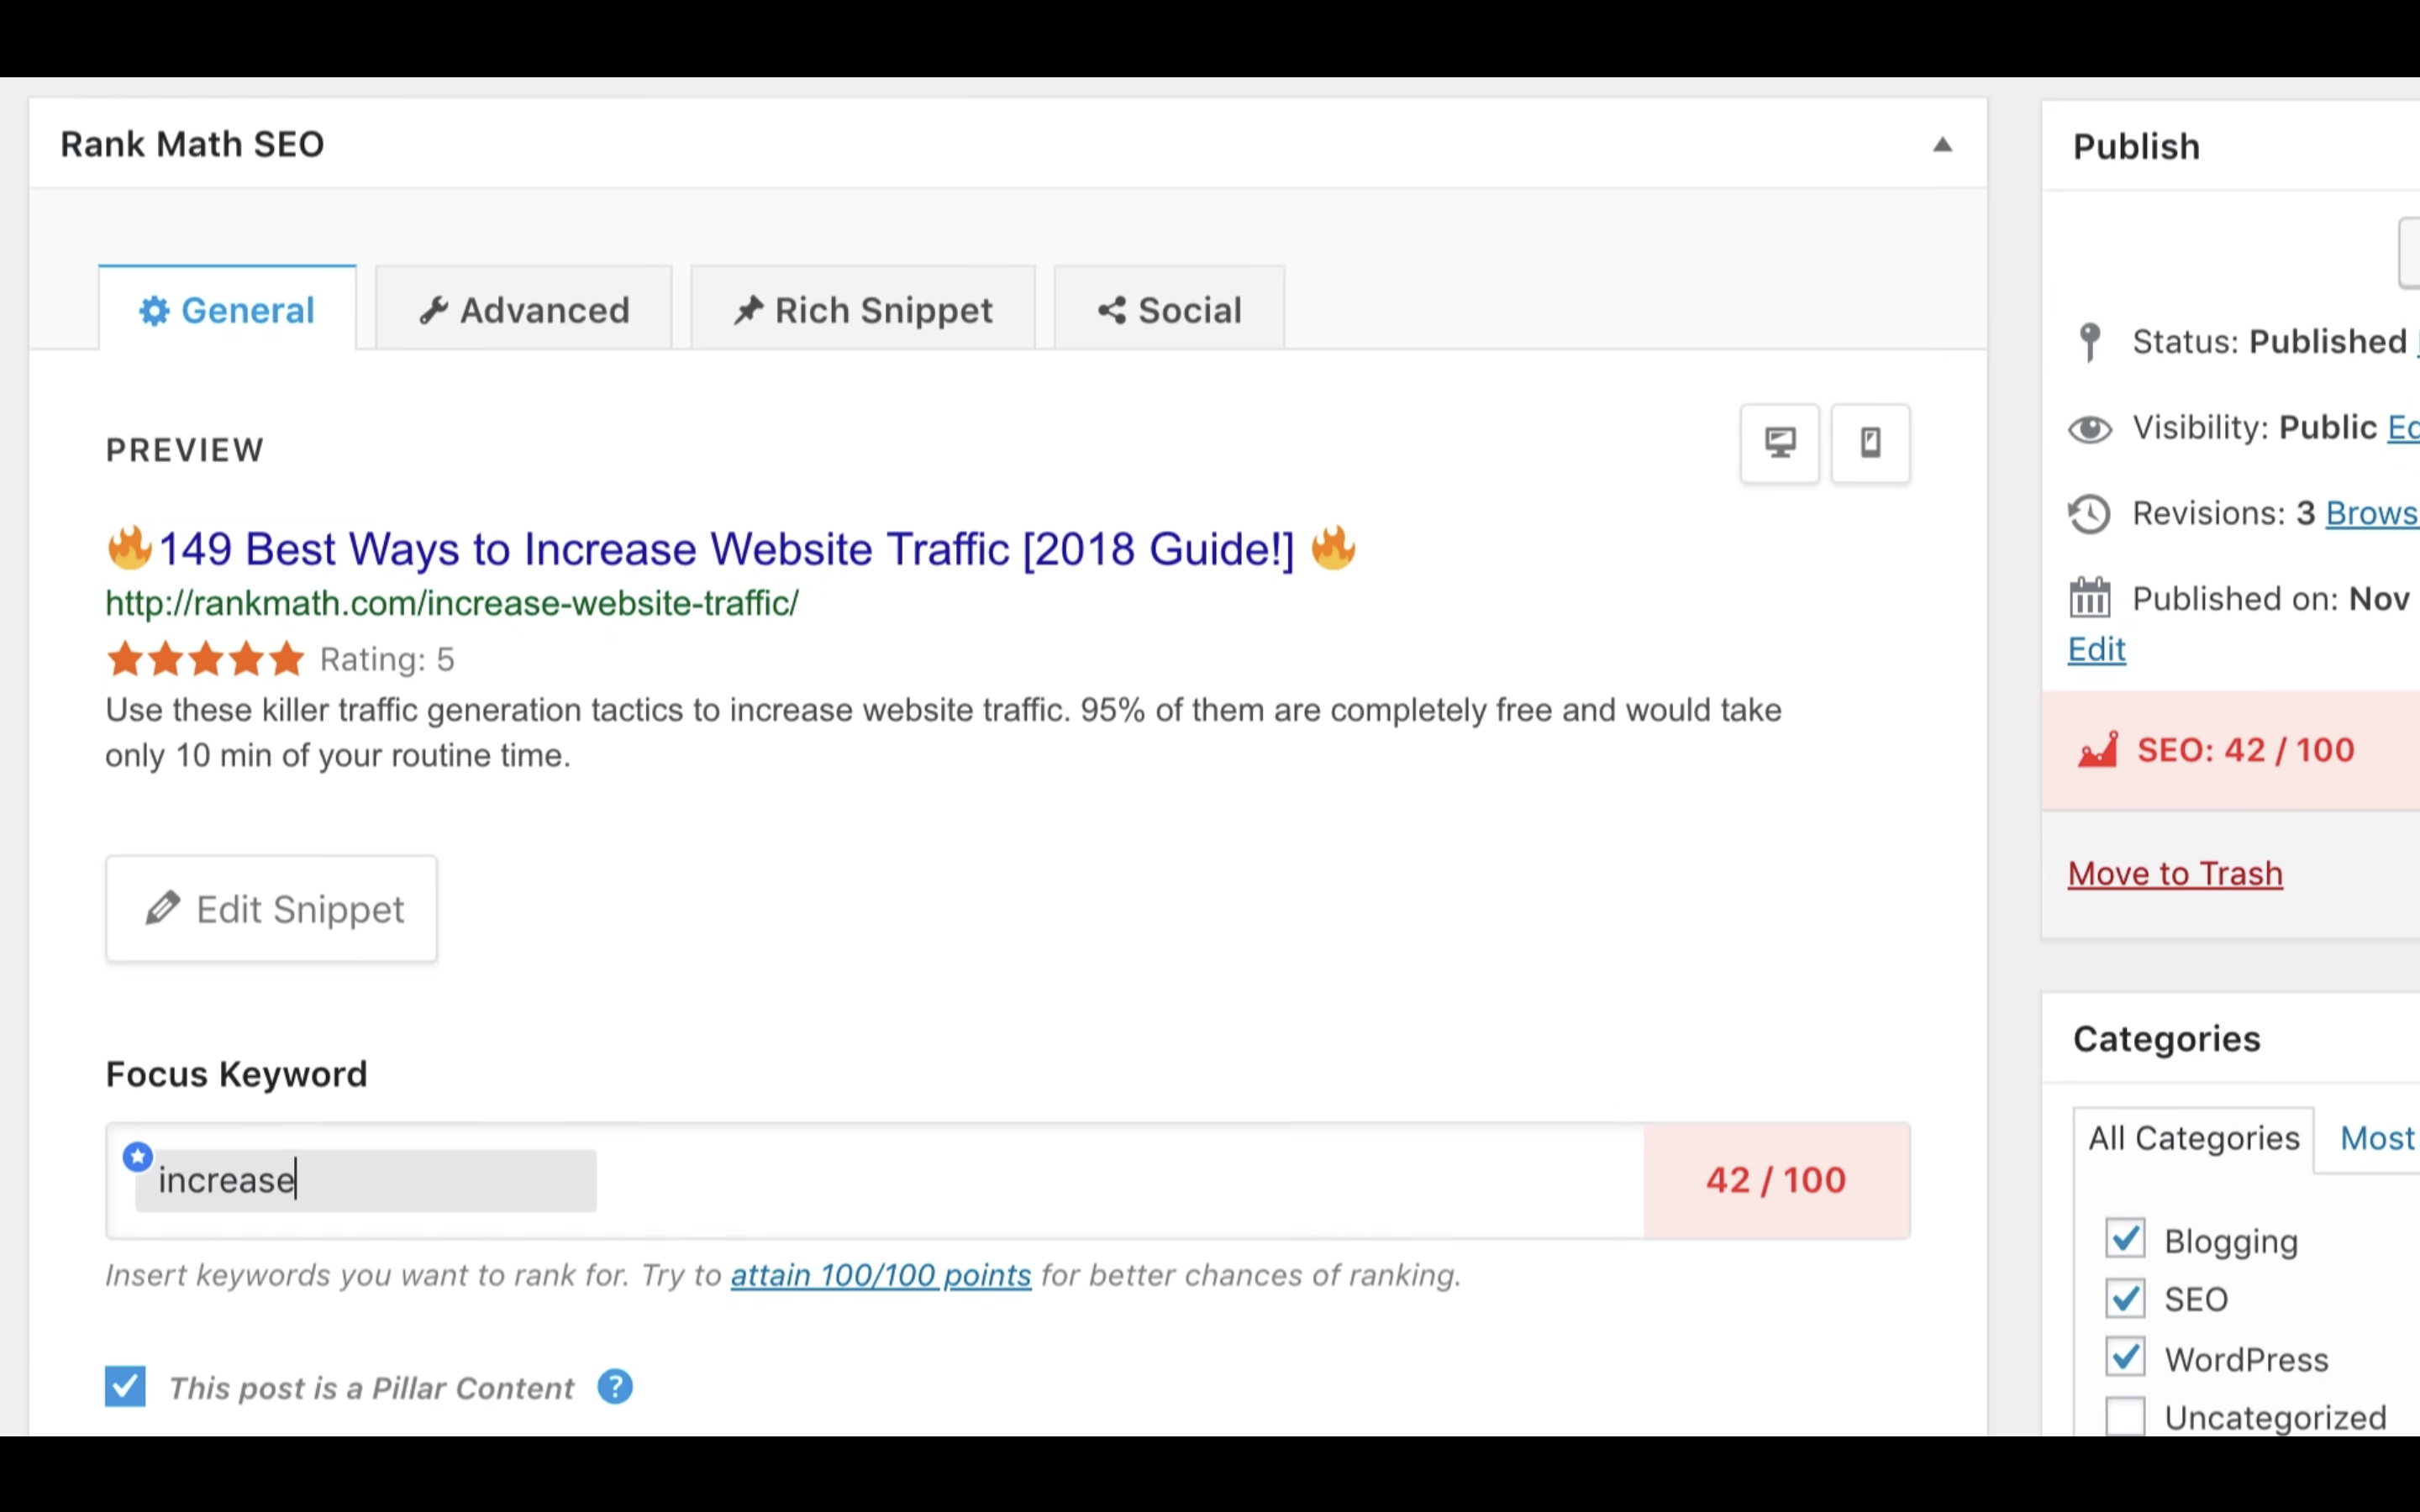 Rank Math SEO
General
Advanced
Rich Snippet
Social
PREVIEW
🔥149 Best Ways to Increase Website Traffic [2018 Guide!] 🔥
http://rankmath.com/increase-website-traffic/
Rating: 5
Use these killer traffic generation tactics to increase website traffic. 95% of them are completely free and would take
only 10 min of your routine time.
Edit Snippet
Focus Keyword
increase
42 / 100
Insert keywords you want to rank for. Try to attain 100/100 points for better chances of ranking.
This post is a Pillar Content
?
Publish
Status: Published
Visibility: Public
Revisions: 3
Published on: Nov
Edit
SEO: 42 / 100
Move to Trash
Categories
All Categories
Most
Blogging
SEO
WordPress
Uncategorized